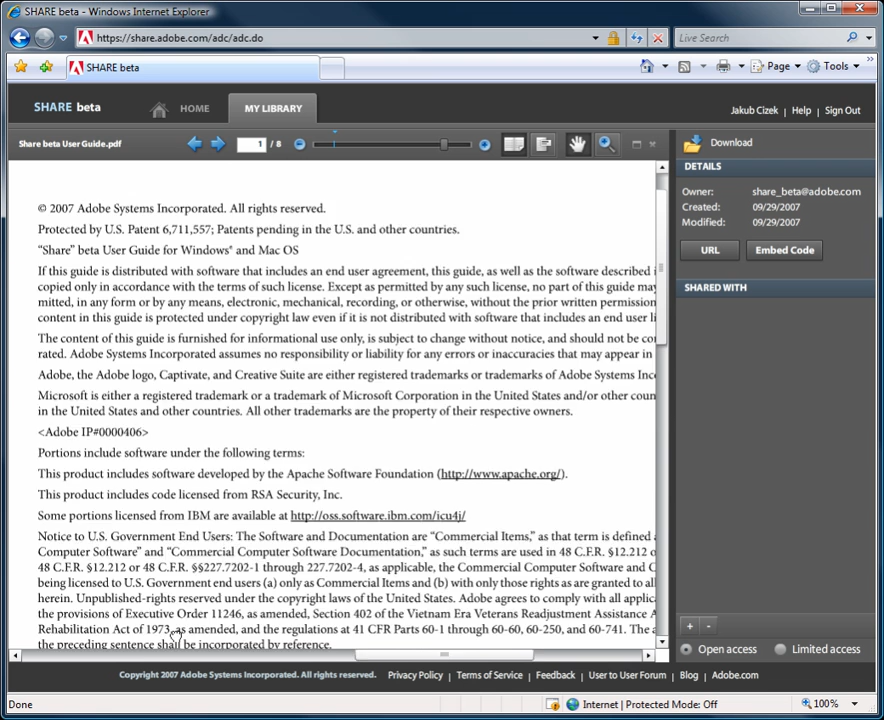 SHARE beta - Windows Internet Explorer
https://share.adobe.com/adc/adc.do
Live Search
SHARE beta
Page
Tools
SHARE beta
HOME
MY LIBRARY
Jakub Cizek | Help | Sign Out
Share beta User Guide.pdf
1 / 8
Download
DETAILS
Owner: share_beta@adobe.com
Created: 09/29/2007
Modified: 09/29/2007
URL
Embed Code
SHARED WITH
© 2007 Adobe Systems Incorporated. All rights reserved.
Protected by U.S. Patent 6,711,557; Patents pending in the U.S. and other countries.
“Share” beta User Guide for Windows® and Mac OS
If this guide is distributed with software that includes an end user agreement, this guide, as well as the software described i
copied only in accordance with the terms of such license. Except as permitted by any such license, no part of this guide may
mitted, in any form or by any means, electronic, mechanical, recording, or otherwise, without the prior written permission
content in this guide is protected under copyright law even if it is not distributed with software that includes an end user li
The content of this guide is furnished for informational use only, is subject to change without notice, and should not be co
rated. Adobe Systems Incorporated assumes no responsibility or liability for any errors or inaccuracies that may appear in
Adobe, the Adobe logo, Captivate, and Creative Suite are either registered trademarks or trademarks of Adobe Systems Inc
Microsoft is either a registered trademark or a trademark of Microsoft Corporation in the United States and/or other coun
in the United States and other countries. All other trademarks are the property of their respective owners.
<Adobe IP#0000406>
Portions include software under the following terms:
This product includes software developed by the Apache Software Foundation (http://www.apache.org/).
This product includes code licensed from RSA Security, Inc.
Some portions licensed from IBM are available at http://oss.software.ibm.com/icu4j/
Notice to U.S. Government End Users: The Software and Documentation are “Commercial Items,” as that term is defined a
Computer Software” and “Commercial Computer Software Documentation,” as such terms are used in 48 C.F.R. §12.212 o
48 C.F.R. §12.212 or 48 C.F.R. §§227.7202-1 through 227.7202-4, as applicable, the Commercial Computer Software and C
being licensed to U.S. Government end users (a) only as Commercial Items and (b) with only those rights as are granted to all
herein. Unpublished-rights reserved under the copyright laws of the United States. Adobe agrees to comply with all applica
the provisions of Executive Order 11246, as amended, Section 402 of the Vietnam Era Veterans Readjustment Assistance A
Rehabilitation Act of 1973, as amended, and the regulations at 41 CFR Parts 60-1 through 60-60, 60-250, and 60-741. The a
the preceding sentence shall be incorporated by reference.
+ -
Open access
Limited access
Copyright 2007 Adobe Systems Incorporated. All rights reserved.
Privacy Policy | Terms of Service | Feedback | User to User Forum | Blog | Adobe.com
Done
Internet | Protected Mode: Off
100%